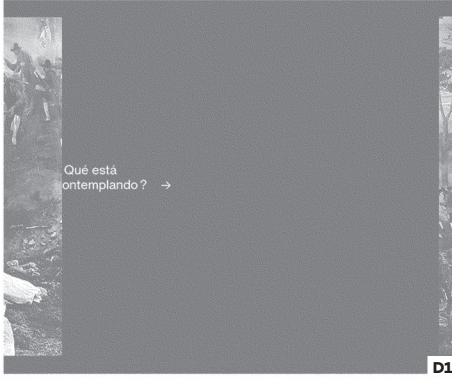 Qué está
ontemplando ? →
D1